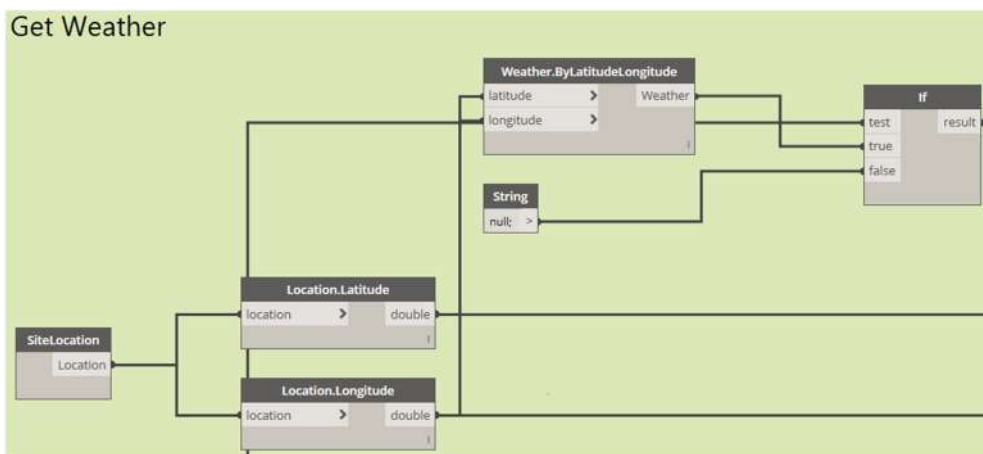 Get Weather
Weather.ByLatitudeLongitude
latitude > Weather
longitude >
If
test result
true
false
String
null; >
Location.Latitude
location > double
SiteLocation
Location
Location.Longitude
location > double